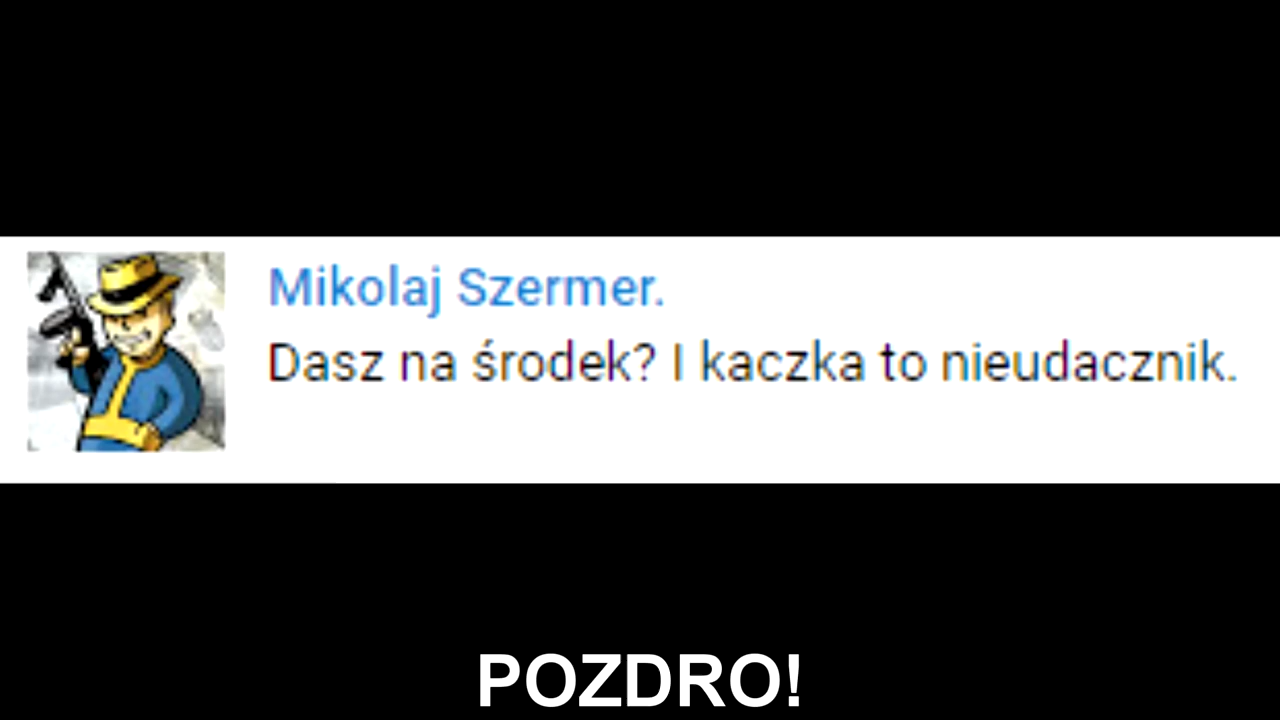 Mikolaj Szermer.
Dasz na środek? I kaczka to nieudacznik.
POZDRO!